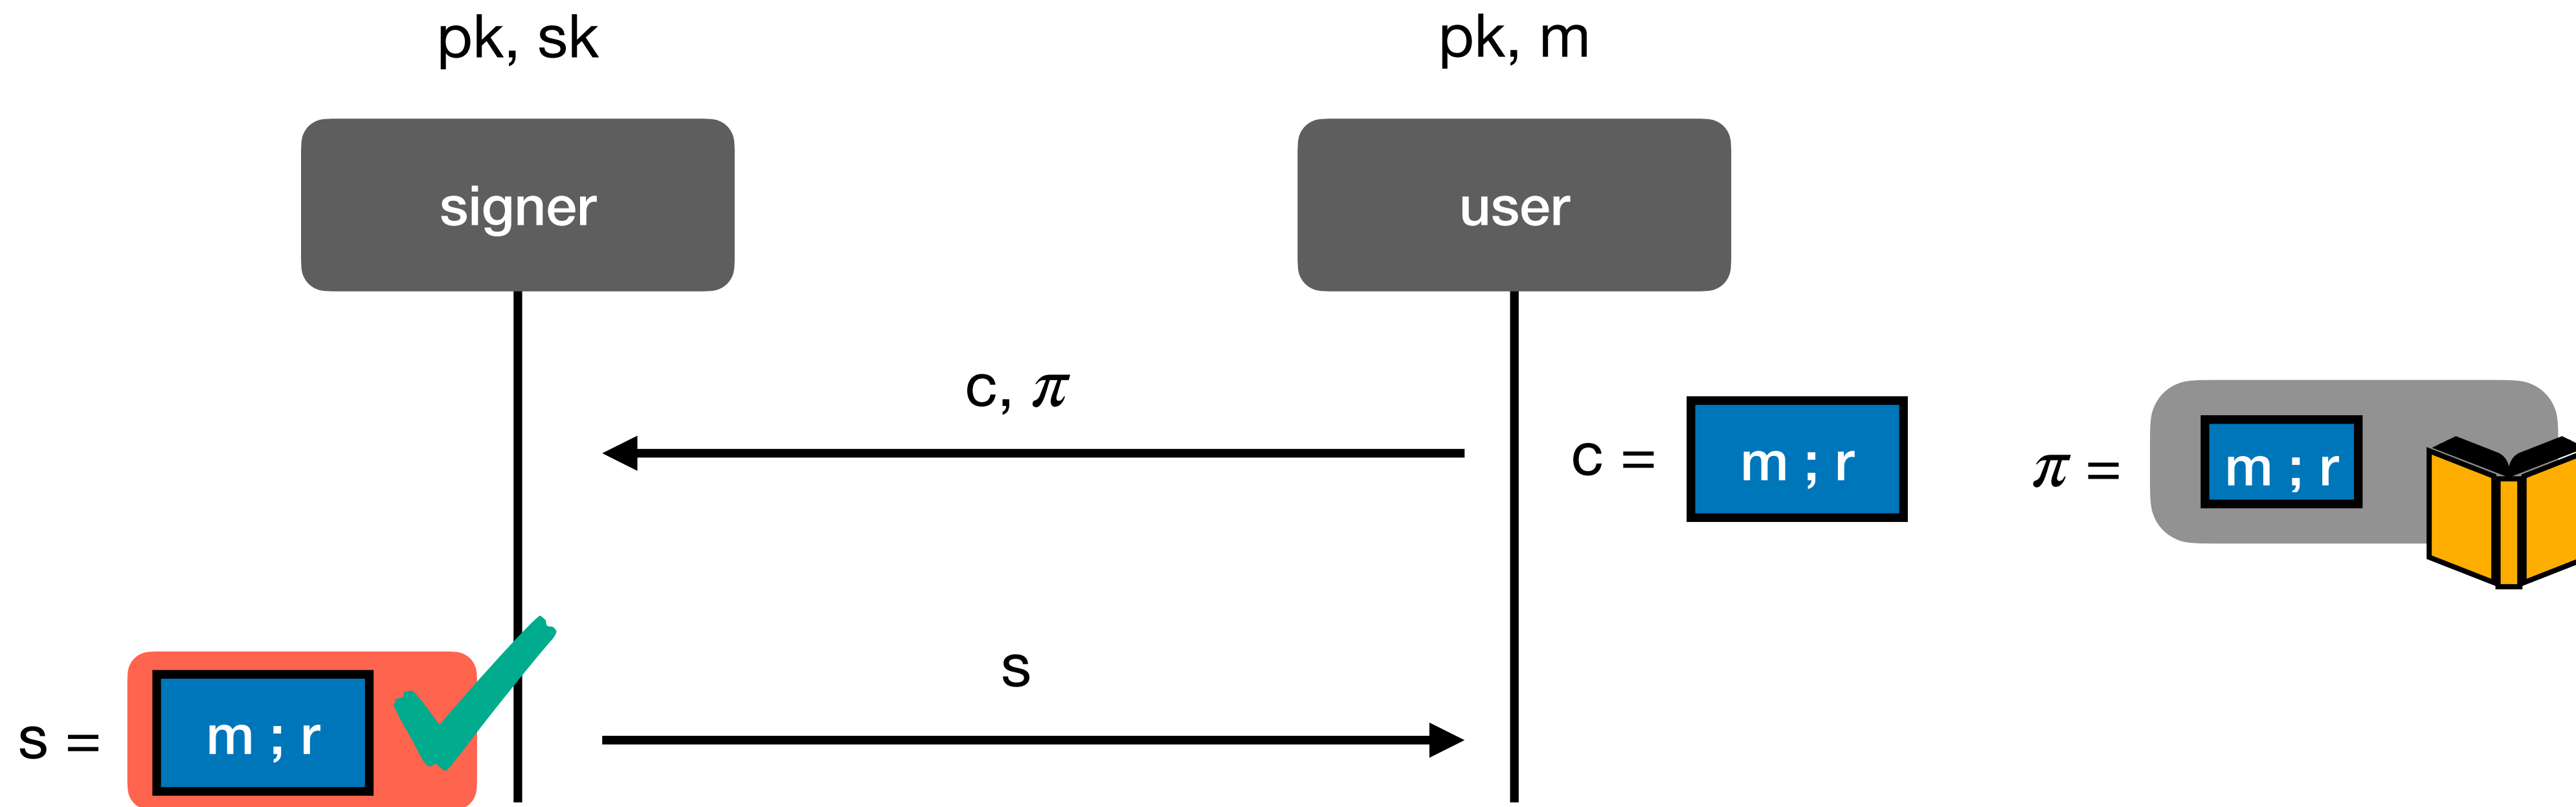 pk, sk
pk, m
signer
user
c, π
c =
m ; r
π =
m ; r
s
s =
m ; r